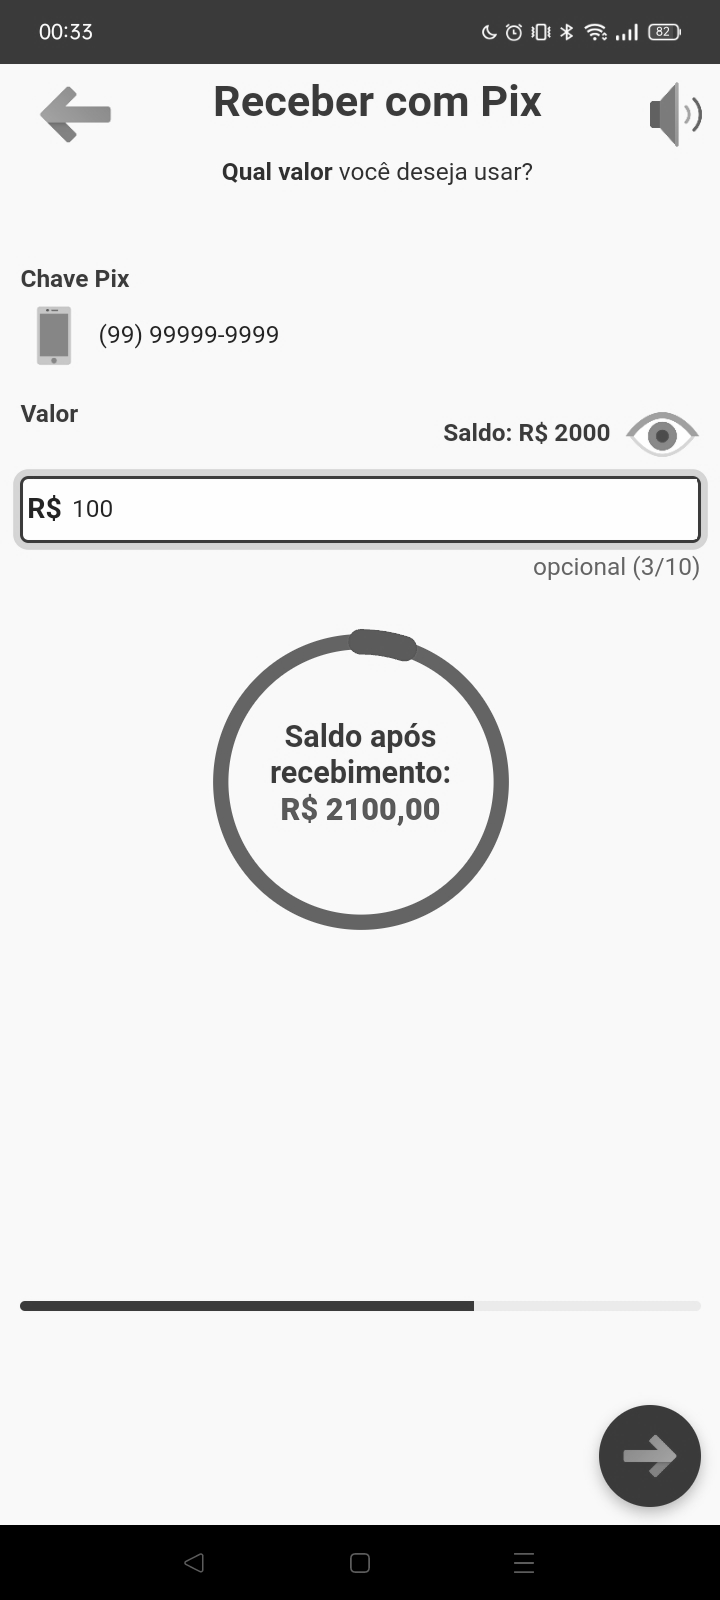 00:33
82
Receber com Pix
Qual valor você deseja usar?
Chave Pix
(99) 99999-9999
Valor
Saldo: R$ 2000
R$ 100
opcional (3/10)
Saldo após
recebimento:
R$ 2100,00